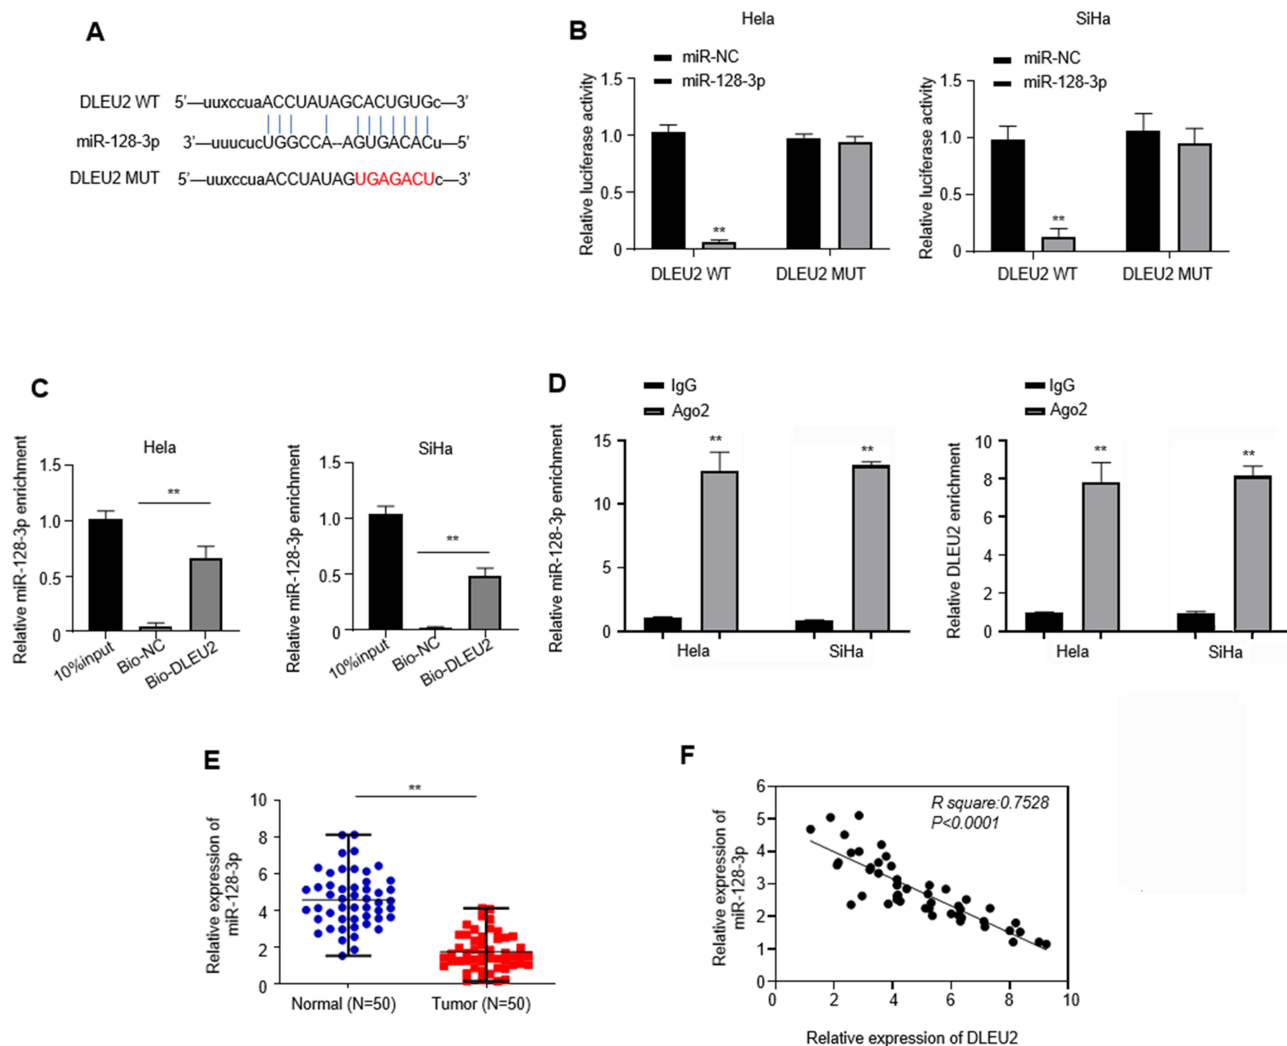 A
DLEU2 WT 5'—uuxccuaACCUAUAGCACUGUGc—3'
miR-128-3p 3'—uuucucUGGCCA--AGUGACACu—5'
DLEU2 MUT 5'—uuxccuaACCUAUAGUGAGACUc—3'
B
Hela
miR-NC
miR-128-3p
Relative luciferase activity
1.5
1.0
0.5
0
**
DLEU2 WT DLEU2 MUT
SiHa
miR-NC
miR-128-3p
Relative luciferase activity
1.5
1.0
0.5
0
**
DLEU2 WT DLEU2 MUT
C
Hela
Relative miR-128-3p enrichment
1.5
1.0
0.5
0
**
10%input Bio-NC Bio-DLEU2
SiHa
Relative miR-128-3p enrichment
1.5
1.0
0.5
0
**
10%input Bio-NC Bio-DLEU2
D
IgG
Ago2
Relative miR-128-3p enrichment
15
10
5
0
** **
Hela SiHa
IgG
Ago2
Relative DLEU2 enrichment
10
8
6
4
2
0
** **
Hela SiHa
E
Relative expression of
miR-128-3p
10
8
6
4
2
0
**
Normal (N=50) Tumor (N=50)
F
Relative expression of
miR-128-3p
6
5
4
3
2
1
0
R square:0.7528
P<0.0001
0 2 4 6 8 10
Relative expression of DLEU2